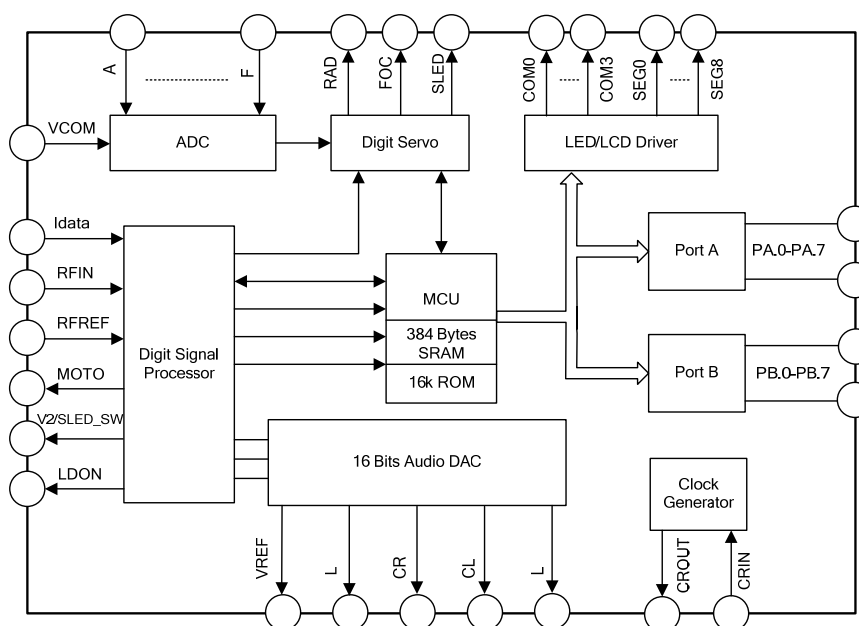 A
F
RAD
FOC
SLED
COM0
COM3
SEG0
SEG8
VCOM
ADC
Digit Servo
LED/LCD Driver
Idata
RFIN
RFREF
MOTO
V2/SLED_SW
LDON
Digit Signal
Processor
MCU
384 Bytes
SRAM
16k ROM
Port A
PA.0-PA.7
Port B
PB.0-PB.7
16 Bits Audio DAC
Clock
Generator
VREF
L
CR
CL
L
CROUT
CRIN